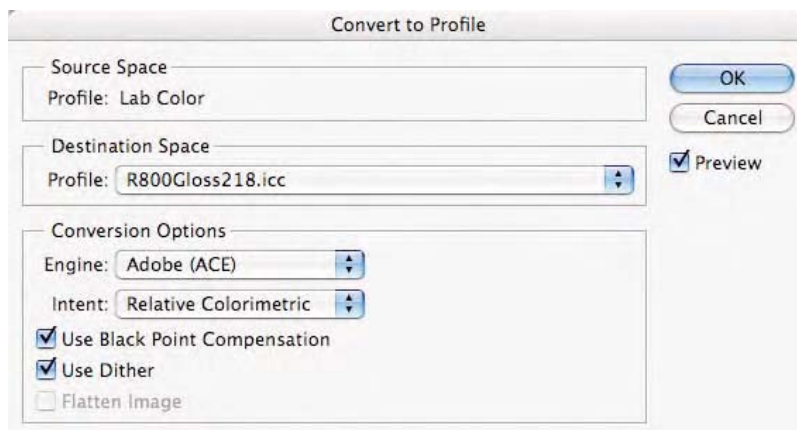 Convert to Profile
Source Space
Profile: Lab Color
Destination Space
Profile: R800Gloss218.icc
Conversion Options
Engine: Adobe (ACE)
Intent: Relative Colorimetric
Use Black Point Compensation
Use Dither
Flatten Image
OK
Cancel
Preview